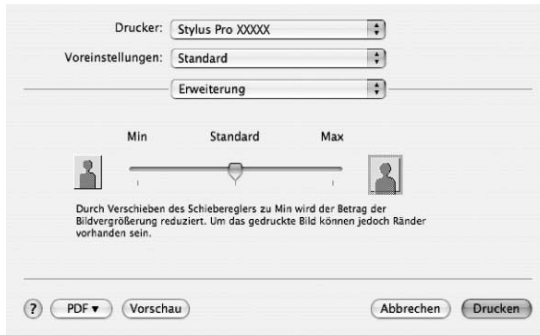 Drucker: Stylus Pro XXXXX
Voreinstellungen: Standard
Erweiterung
Min Standard Max
Durch Verschieben des Schiebereglers zu Min wird der Betrag der
Bildvergrößerung reduziert. Um das gedruckte Bild können jedoch Ränder
vorhanden sein.
? PDF Vorschau Abbrechen Drucken